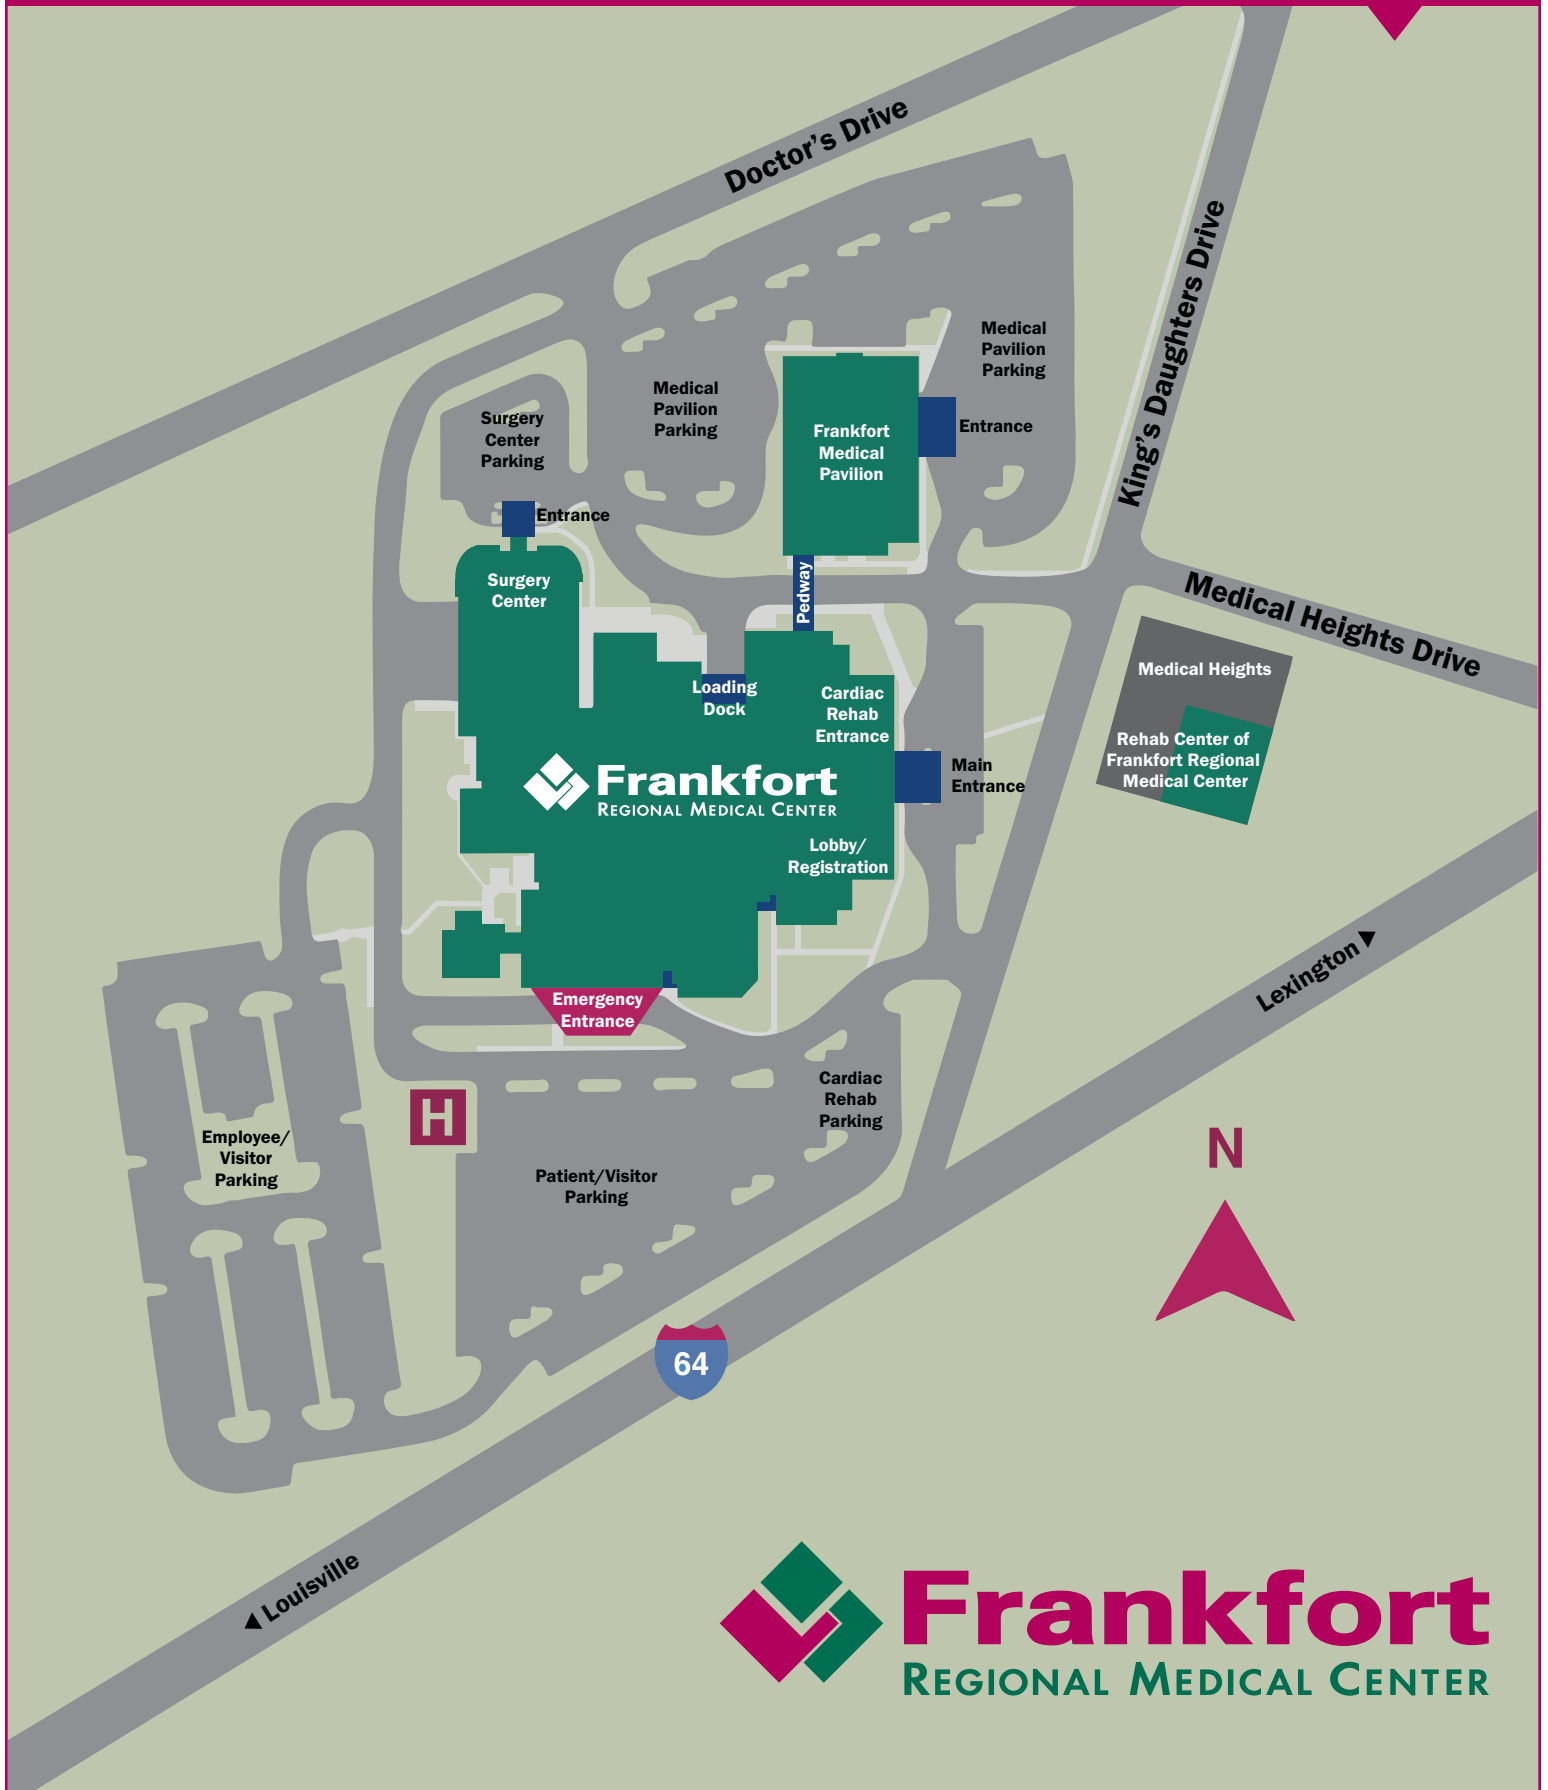 Doctor's Drive
King's Daughters Drive
Medical
Pavilion
Parking
Medical
Pavilion
Parking
Surgery
Center
Parking
Frankfort
Medical
Pavilion
Entrance
Entrance
Pedway
Surgery
Center
Medical Heights Drive
Medical Heights
Rehab Center of
Frankfort Regional
Medical Center
Loading
Dock
Cardiac
Rehab
Entrance
Main
Entrance
Frankfort
REGIONAL MEDICAL CENTER
Lobby/
Registration
Lexington
Emergency
Entrance
Cardiac
Rehab
Parking
H
Employee/
Visitor
Parking
Patient/Visitor
Parking
N
64
Louisville
Frankfort
REGIONAL MEDICAL CENTER